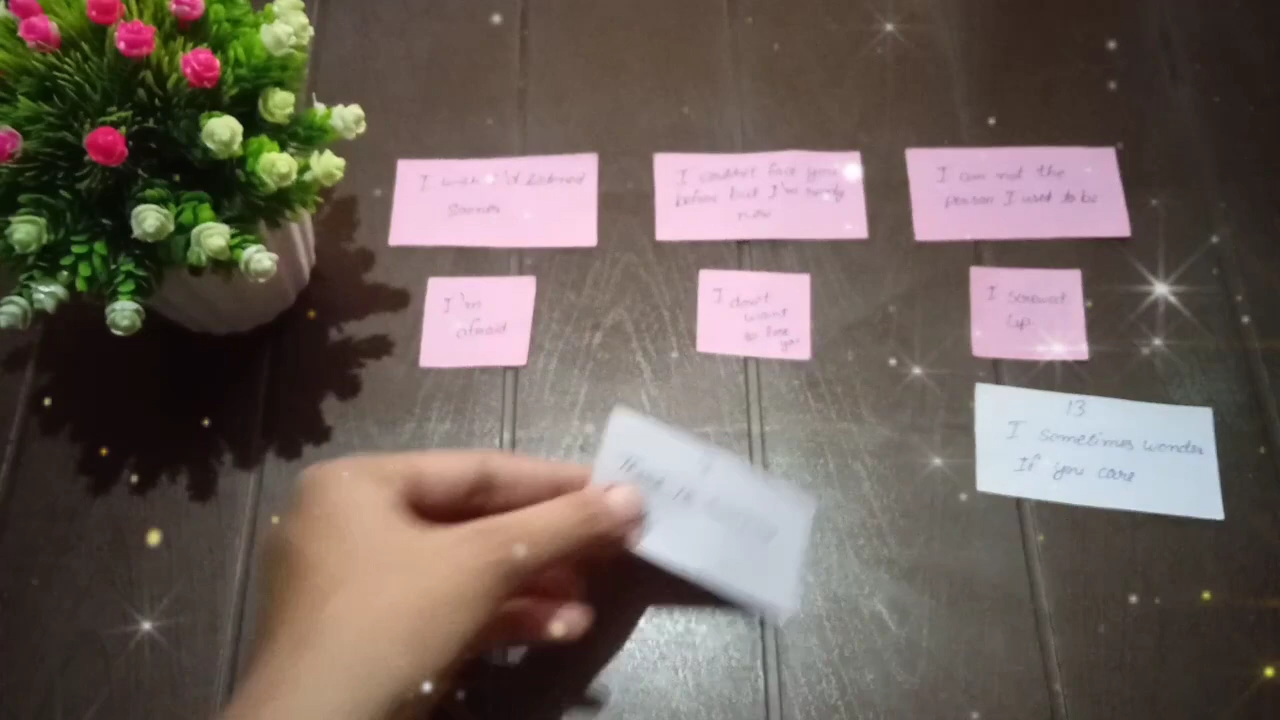 I wish I'd listened
sooner
I couldn't face you
before but I'm ready
now
I am not the
person I used to be
I'm
afraid
I don't
want
to lose
you
I screwed
up
13
I sometimes wonder
If you care